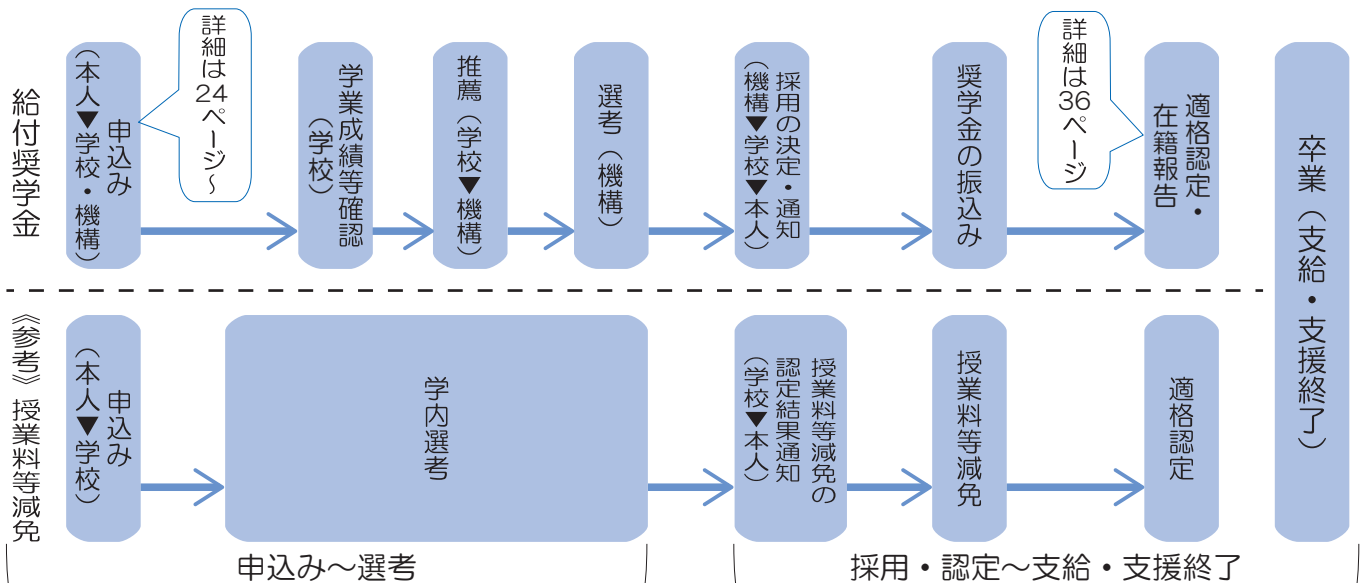 給付奨学金
申込み
（本人▼学校・機構）
詳細は
24ページ～
学業成績等確認
（学校）
推薦（学校▼機構）
選考（機構）
採用の決定・通知
（機構▼学校▼本人）
奨学金の振込み
詳細は
36ページ
適格認定・
在籍報告
卒業（支給・支援終了）
《参考》授業料等減免
申込み
（本人▼学校）
学内選考
授業料等減免の
認定結果通知
（学校▼本人）
授業料等減免
適格認定
申込み～選考
採用・認定～支給・支援終了